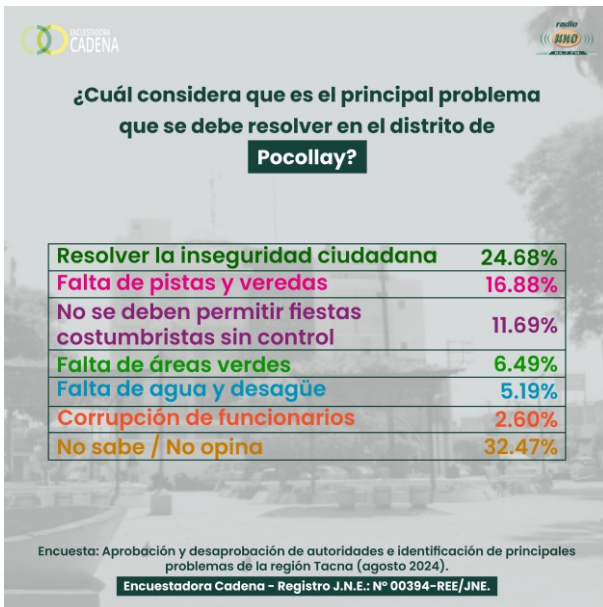 ENCUESTADORA
CADENA
radio
UNO
¿Cuál considera que es el principal problema
que se debe resolver en el distrito de
Pocollay?
Resolver la inseguridad ciudadana 24.68%
Falta de pistas y veredas 16.88%
No se deben permitir fiestas
costumbristas sin control 11.69%
Falta de áreas verdes 6.49%
Falta de agua y desagüe 5.19%
Corrupción de funcionarios 2.60%
No sabe / No opina 32.47%
Encuesta: Aprobación y desaprobación de autoridades e identificación de principales
problemas de la región Tacna (agosto 2024).
Encuestadora Cadena - Registro J.N.E.: Nº 00394-REE/JNE.